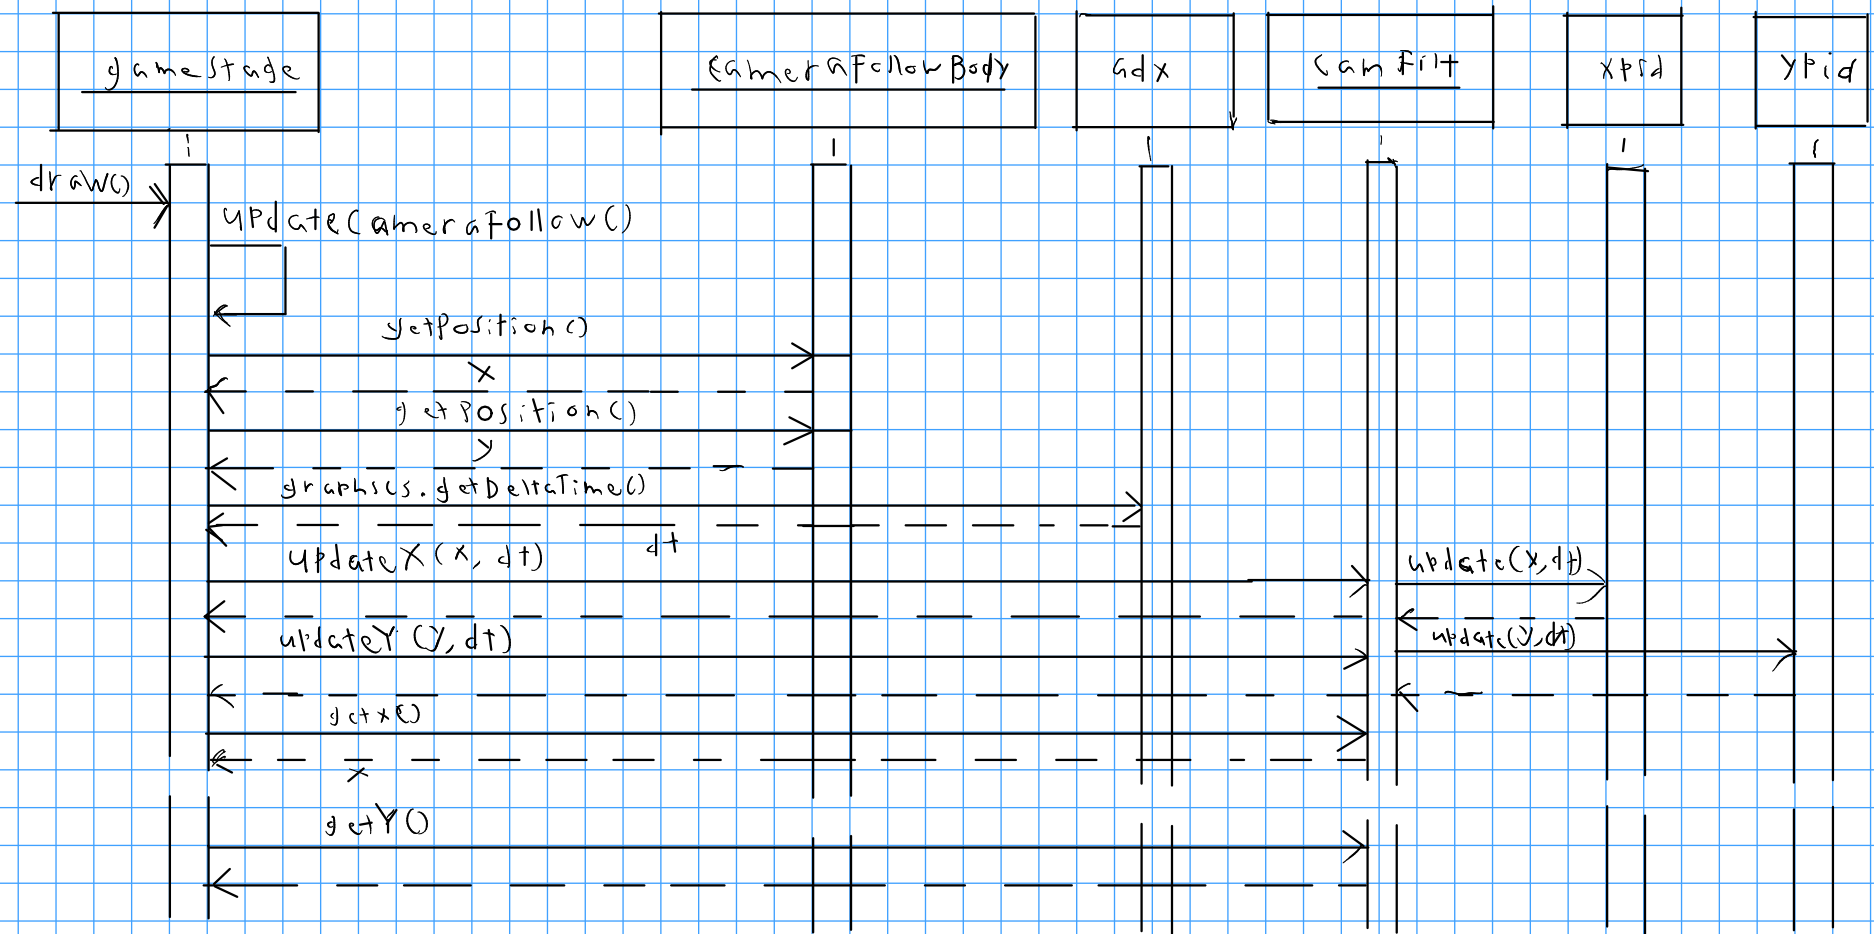 gameStage
CameraFollowBody
Gdx
CamFilt
xpid
ypid
draw()
updateCameraFollow()
getPosition()
x
getPosition()
y
graphics.getDeltaTime()
dt
updateX(x, dt)
update(x,dt)
updateY(y,dt)
update(y,dt)
getx()
x
getY()